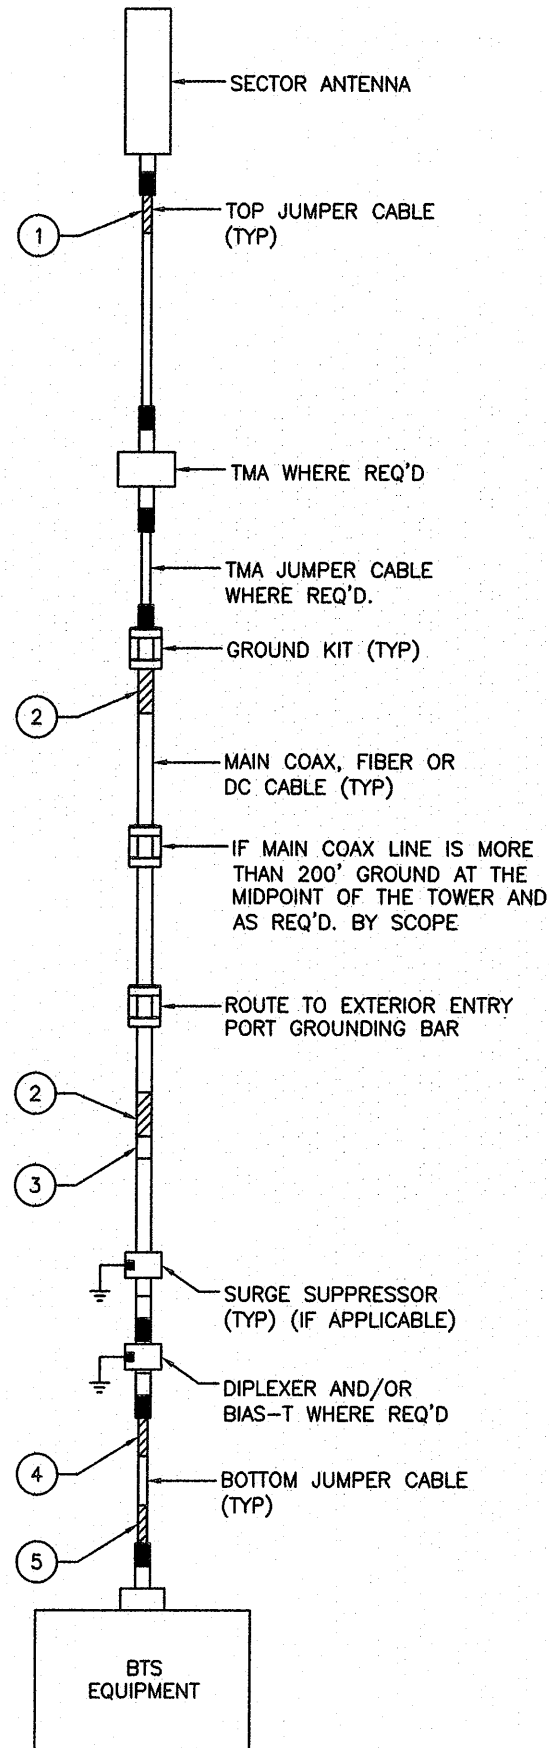 SECTOR ANTENNA
1
TOP JUMPER CABLE
(TYP)
TMA WHERE REQ'D
TMA JUMPER CABLE
WHERE REQ'D.
GROUND KIT (TYP)
2
MAIN COAX, FIBER OR
DC CABLE (TYP)
IF MAIN COAX LINE IS MORE
THAN 200' GROUND AT THE
MIDPOINT OF THE TOWER AND
AS REQ'D. BY SCOPE
ROUTE TO EXTERIOR ENTRY
PORT GROUNDING BAR
2
3
SURGE SUPPRESSOR
(TYP) (IF APPLICABLE)
DIPLEXER AND/OR
BIAS-T WHERE REQ'D
4
BOTTOM JUMPER CABLE
(TYP)
5
BTS
EQUIPMENT